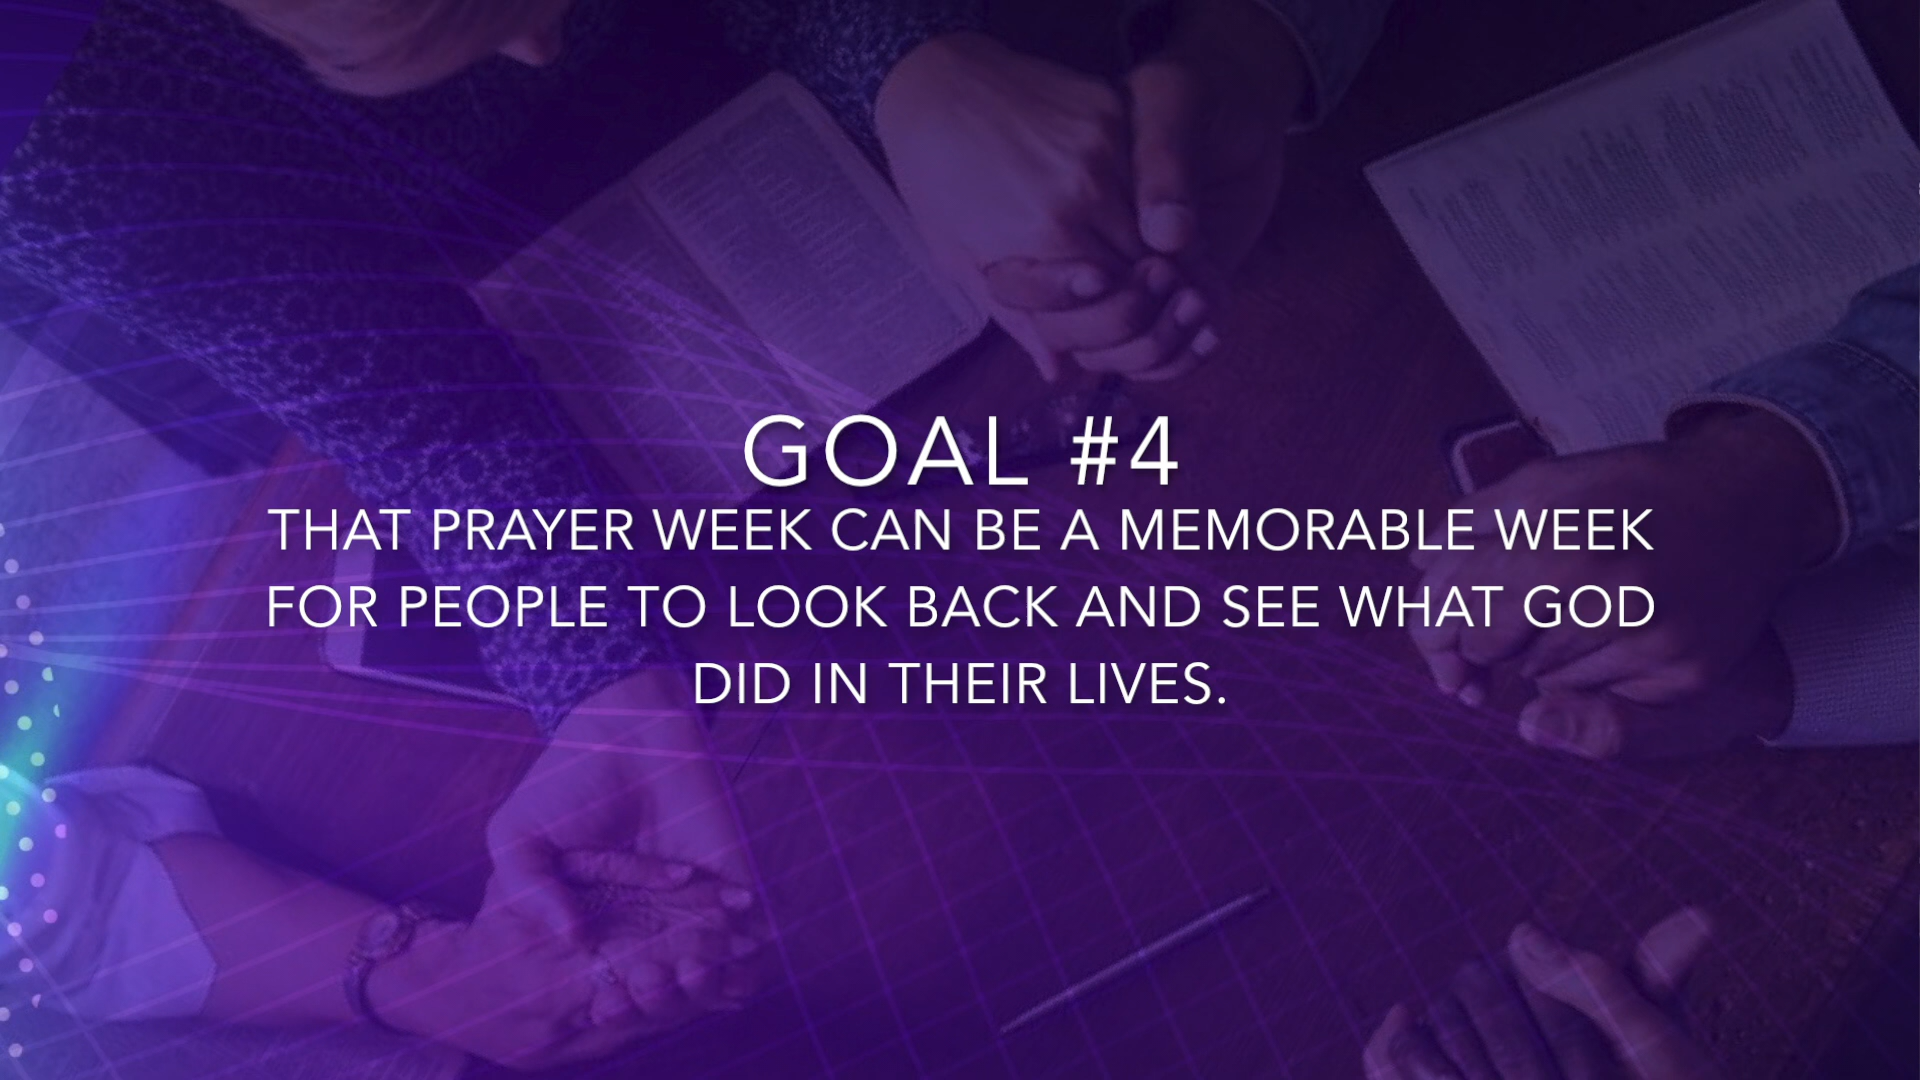 GOAL #4
THAT PRAYER WEEK CAN BE A MEMORABLE WEEK
FOR PEOPLE TO LOOK BACK AND SEE WHAT GOD
DID IN THEIR LIVES.